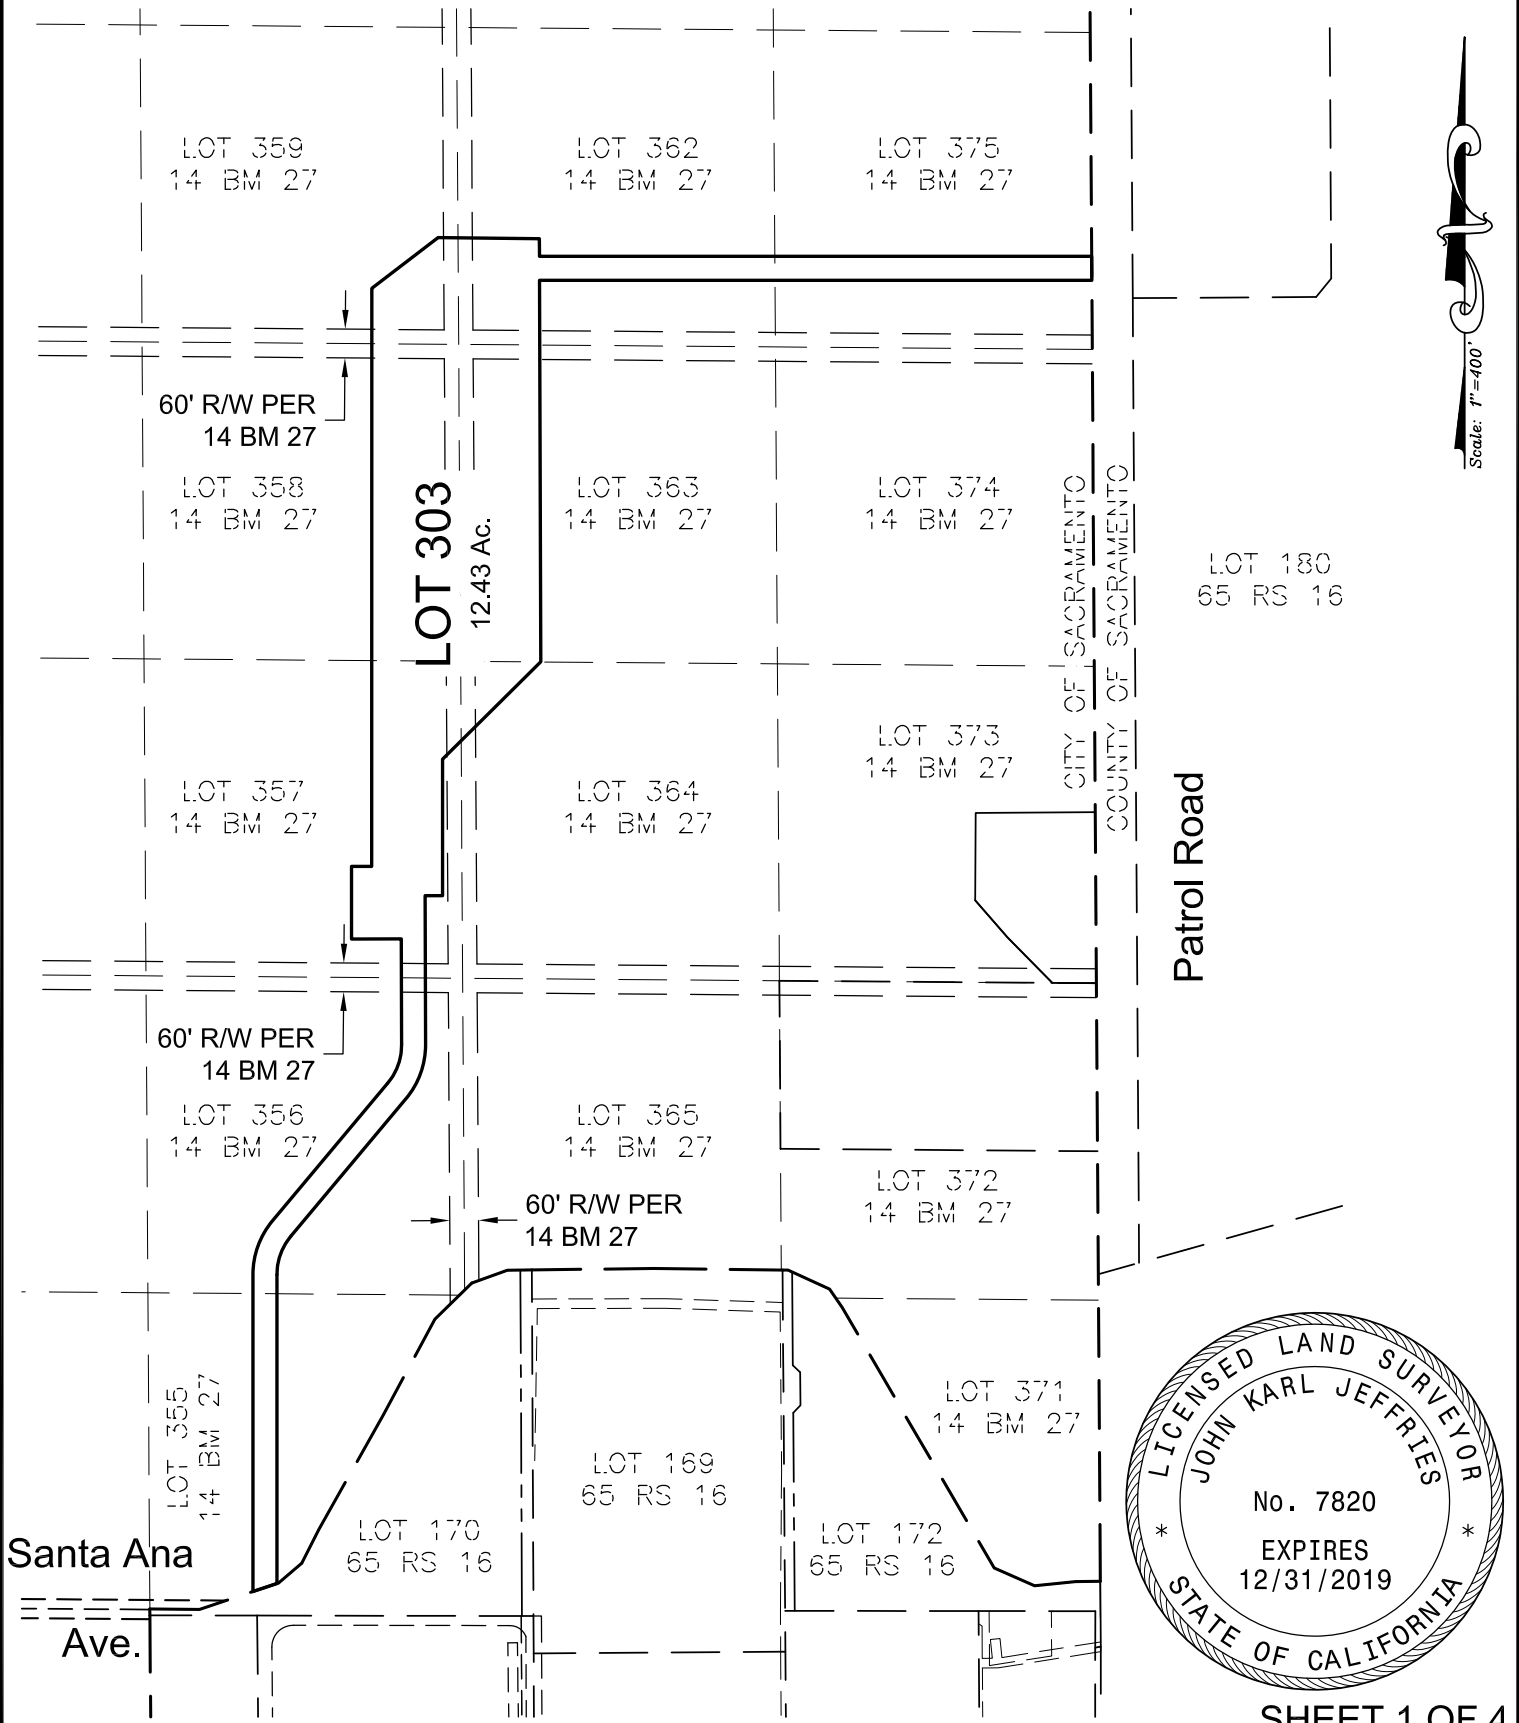 LOT 359
14 BM 27
LOT 362
14 BM 27
LOT 375
14 BM 27
Scale: 1"=400'
60' R/W PER
14 BM 27
LOT 358
14 BM 27
LOT 303
12.43 Ac.
LOT 363
14 BM 27
LOT 374
14 BM 27
CITY OF SACRAMENTO
COUNTY OF SACRAMENTO
LOT 180
65 RS 16
LOT 357
14 BM 27
LOT 364
14 BM 27
LOT 373
14 BM 27
Patrol Road
60' R/W PER
14 BM 27
LOT 356
14 BM 27
LOT 365
14 BM 27
LOT 372
14 BM 27
60' R/W PER
14 BM 27
LOT 355
14 BM 27
LOT 371
14 BM 27
LOT 169
65 RS 16
LOT 170
65 RS 16
LOT 172
65 RS 16
Santa Ana
Ave.
LICENSED LAND SURVEYOR
JOHN KARL JEFFRIES
No. 7820
EXPIRES
12/31/2019
* STATE OF CALIFORNIA *
SHEET 1 OF 4